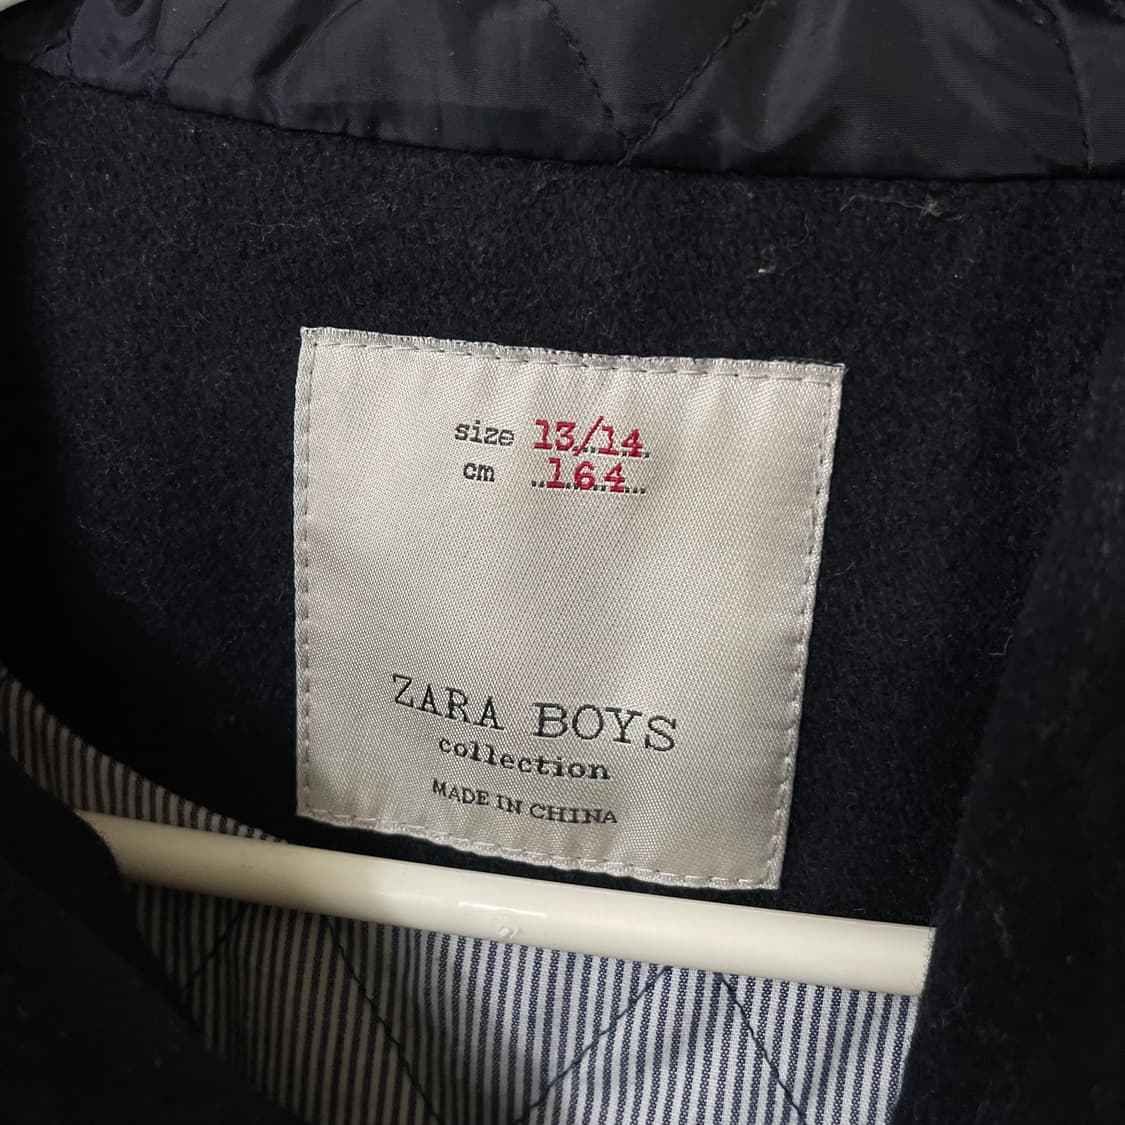 size 13/14
cm 164
ZARA BOYS
collection
MADE IN CHINA